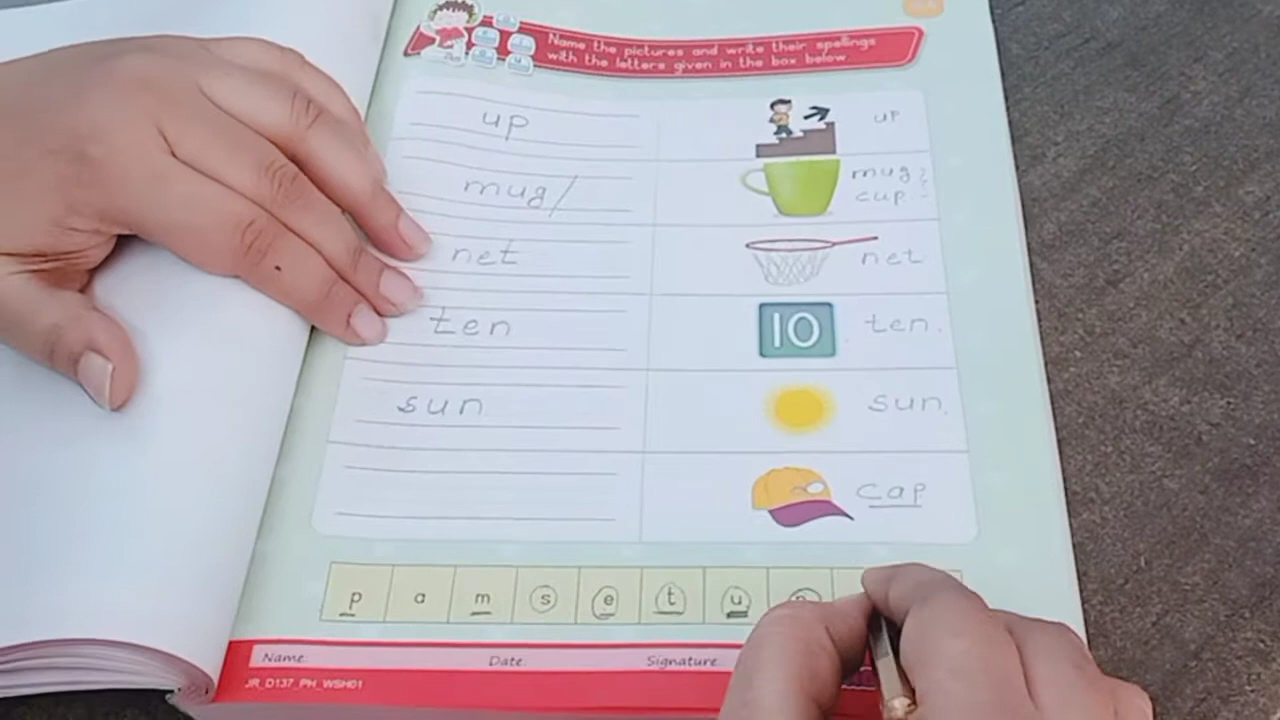 Name the pictures and write their spellings
with the letters given in the box below.
up
up
mug/
mug?
cup
net
net
10
ten
ten.
sun
sun.
cap
p a m s e t u n
Name: Date: Signature:
JR_D137_PH_WSH01